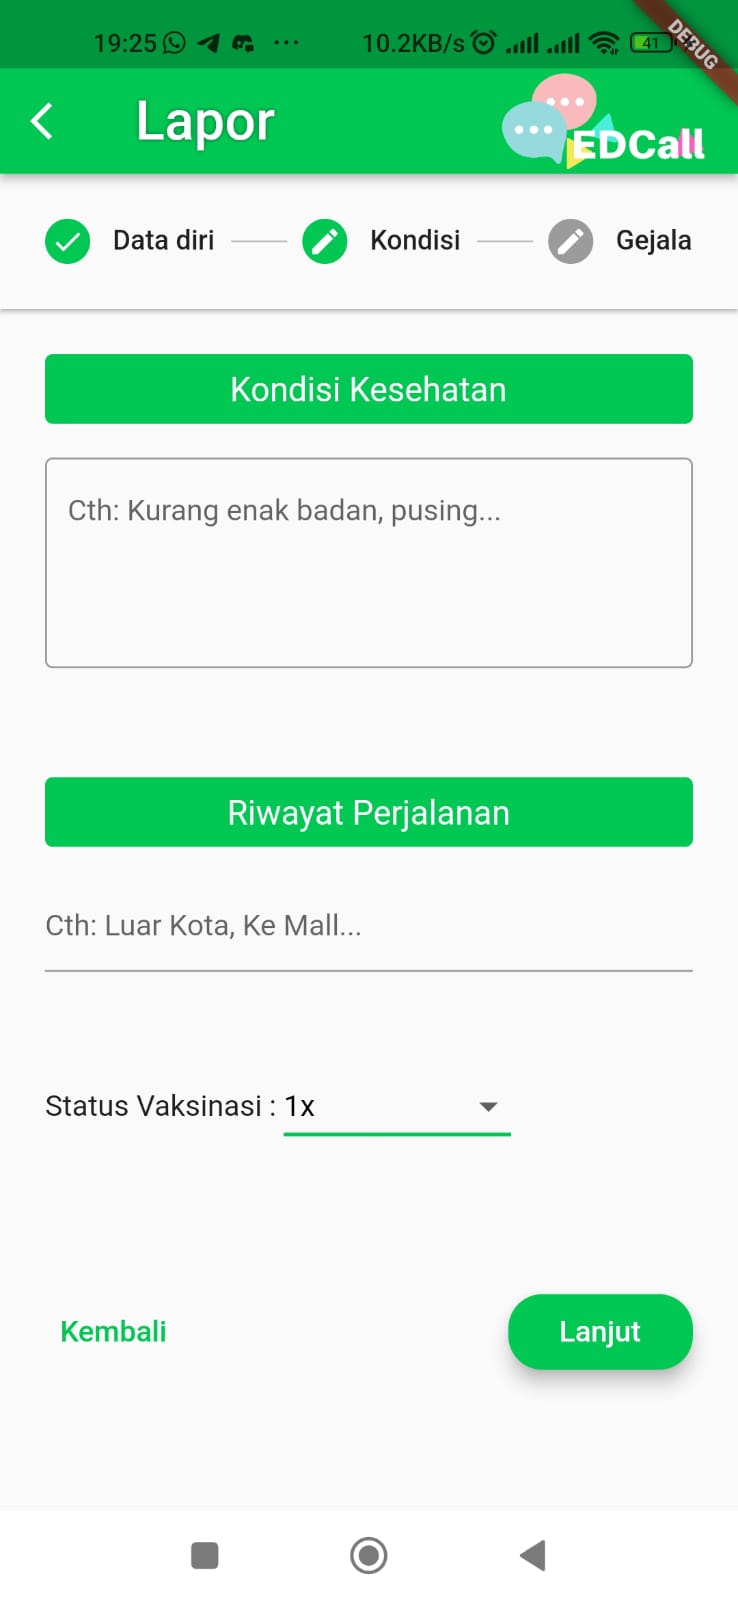 19:25 ... 10.2KB/s 41
DEBUG
Lapor
EDCall
Data diri Kondisi Gejala
Kondisi Kesehatan
Cth: Kurang enak badan, pusing...
Riwayat Perjalanan
Cth: Luar Kota, Ke Mall...
Status Vaksinasi : 1x
Kembali Lanjut